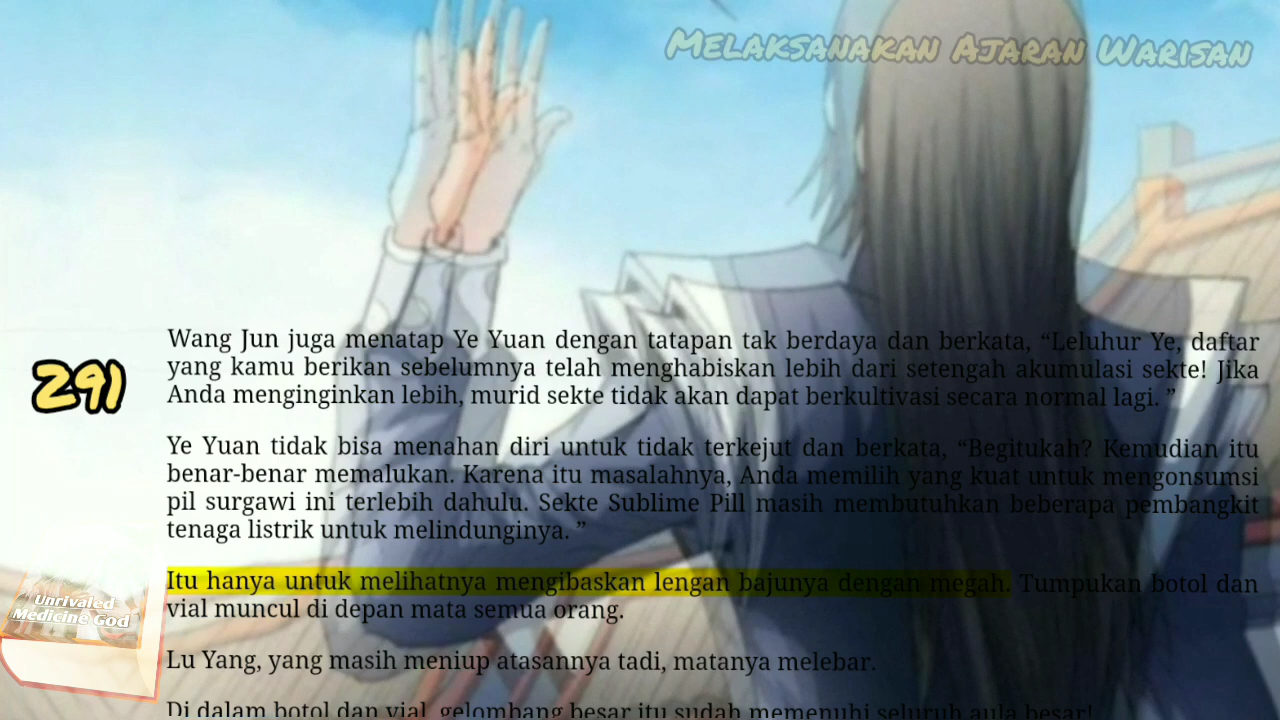 Melaksanakan Ajaran Warisan
Wang Jun juga menatap Ye Yuan dengan tatapan tak berdaya dan berkata, “Leluhur Ye, daftar
yang kamu berikan sebelumnya telah menghabiskan lebih dari setengah akumulasi sekte! Jika
Anda menginginkan lebih, murid sekte tidak akan dapat berkultivasi secara normal lagi. ”
291
Ye Yuan tidak bisa menahan diri untuk tidak terkejut dan berkata, “Begitukah? Kemudian itu
benar-benar memalukan. Karena itu masalahnya, Anda memilih yang kuat untuk mengonsumsi
pil surgawi ini terlebih dahulu. Sekte Sublime Pill masih membutuhkan beberapa pembangkit
tenaga listrik untuk melindunginya. ”
Itu hanya untuk melihatnya mengibaskan lengan bajunya dengan megah. Tumpukan botol dan
vial muncul di depan mata semua orang.
Unrivaled
Medicine God
Lu Yang, yang masih meniup atasannya tadi, matanya melebar.
Di dalam botol dan vial, gelombang besar itu sudah memenuhi seluruh aula besar!